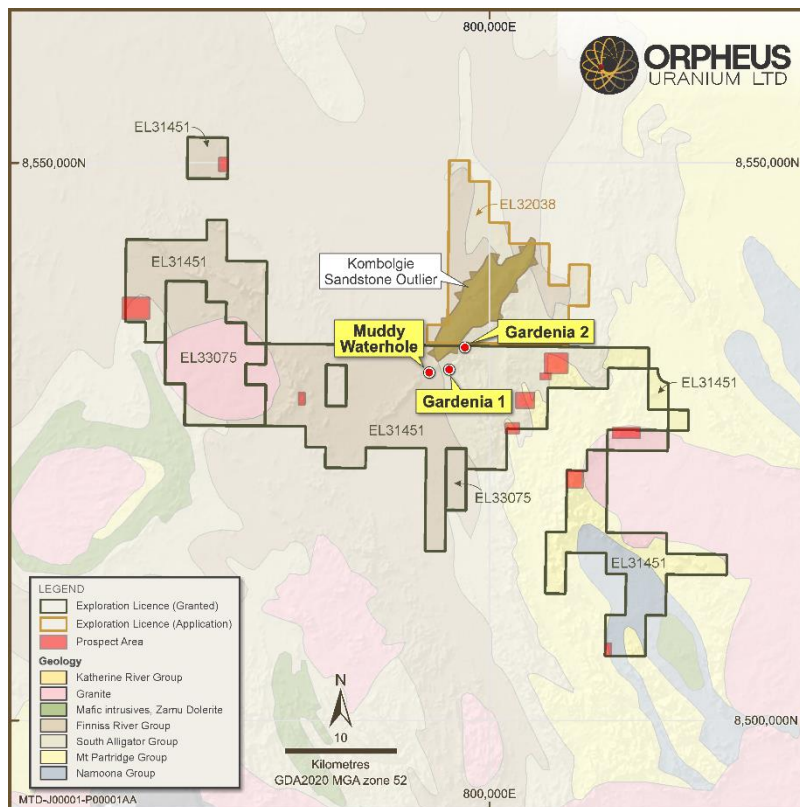 800,000E
ORPHEUS
URANIUM LTD
EL31451
8,550,000N
8,550,000N
EL32038
Kombolgie
Sandstone Outlier
EL31451
Muddy
Waterhole
Gardenia 2
EL33075
Gardenia 1
EL31451
EL31451
EL33075
EL31451
LEGEND
Exploration Licence (Granted)
Exploration Licence (Application)
Prospect Area
Geology
Katherine River Group
Granite
Mafic intrusives, Zamu Dolerite
Finniss River Group
South Alligator Group
Mt Partridge Group
Namoona Group
N
10
Kilometres
GDA2020 MGA zone 52
8,500,000N
800,000E
MTD-J00001-P00001AA